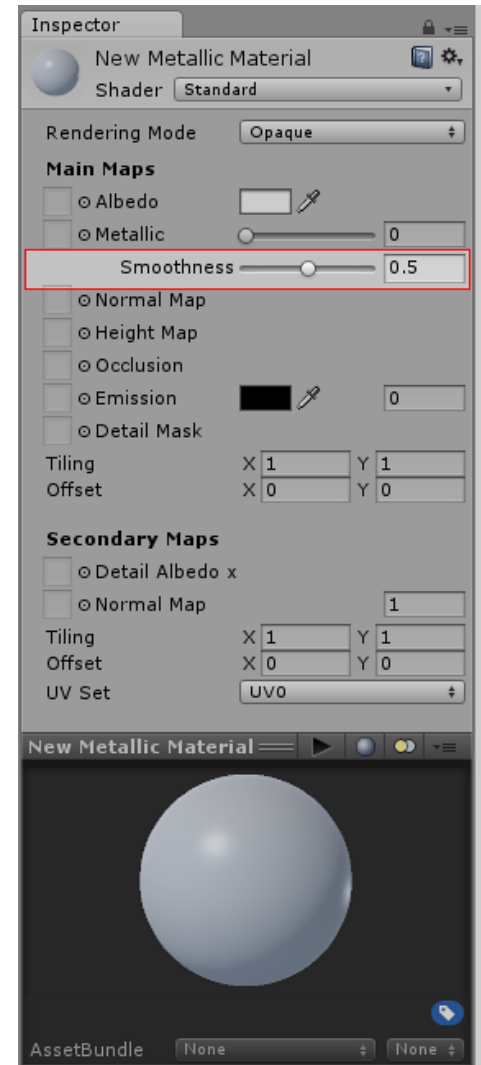 Inspector
New Metallic Material
Shader Standard
Rendering Mode Opaque
Main Maps
Albedo
Metallic 0
Smoothness 0.5
Normal Map
Height Map
Occlusion
Emission 0
Detail Mask
Tiling X 1 Y 1
Offset X 0 Y 0
Secondary Maps
Detail Albedo x
Normal Map 1
Tiling X 1 Y 1
Offset X 0 Y 0
UV Set UV0
New Metallic Material
AssetBundle None None